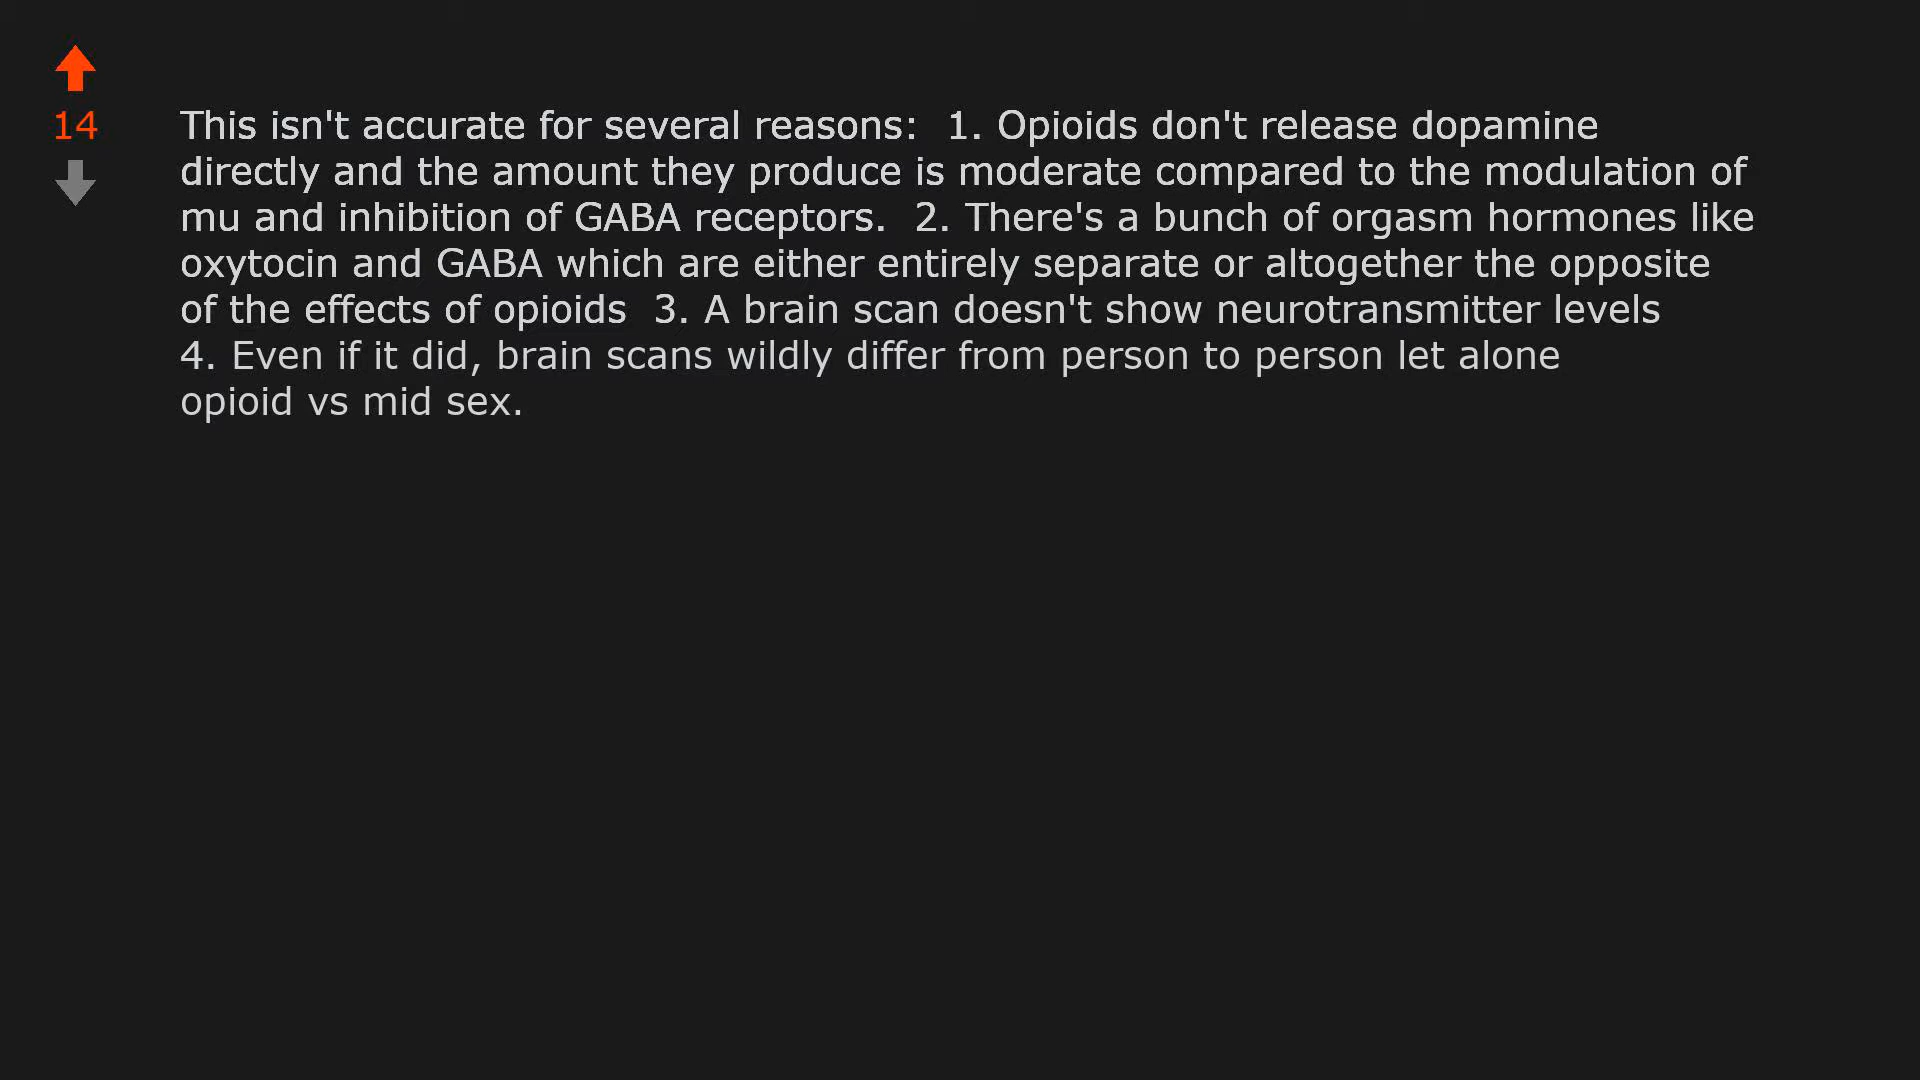 14
This isn't accurate for several reasons:  1. Opioids don't release dopamine
directly and the amount they produce is moderate compared to the modulation of
mu and inhibition of GABA receptors.  2. There's a bunch of orgasm hormones like
oxytocin and GABA which are either entirely separate or altogether the opposite
of the effects of opioids  3. A brain scan doesn't show neurotransmitter levels
4. Even if it did, brain scans wildly differ from person to person let alone
opioid vs mid sex.